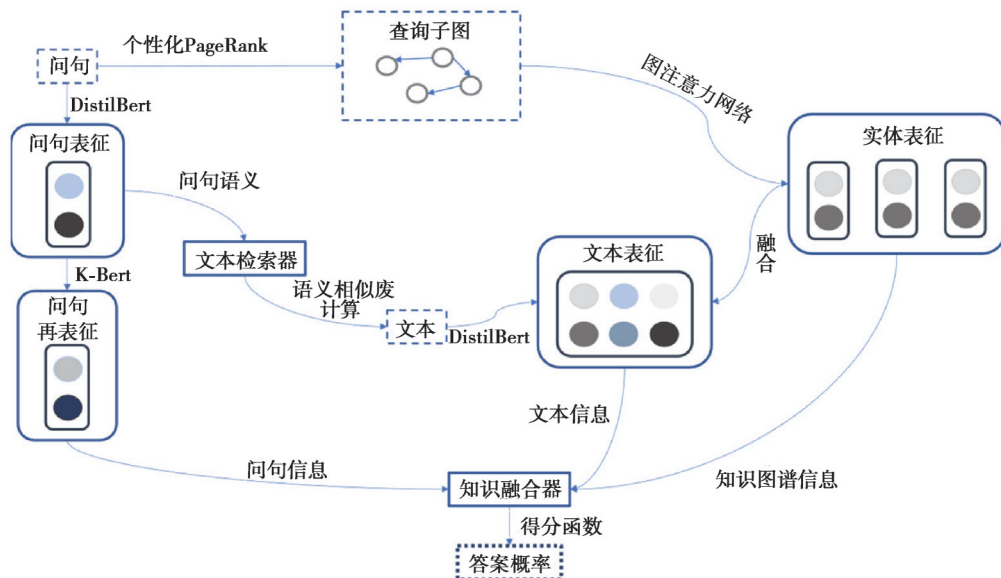 查询子图
个性化PageRank
问句
DistilBert
图注意力网络
问句表征
实体表征
问句语义
文本检索器
文本表征
融合
K-Bert
语义相似废
计算
问句
再表征
文本
DistilBert
文本信息
问句信息
知识融合器
知识图谱信息
得分函数
答案概率